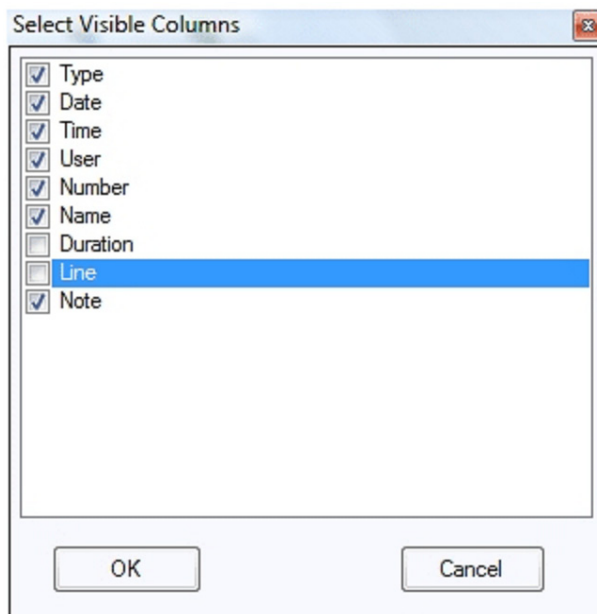 Select Visible Columns
Type
Date
Time
User
Number
Name
Duration
Line
Note
OK
Cancel